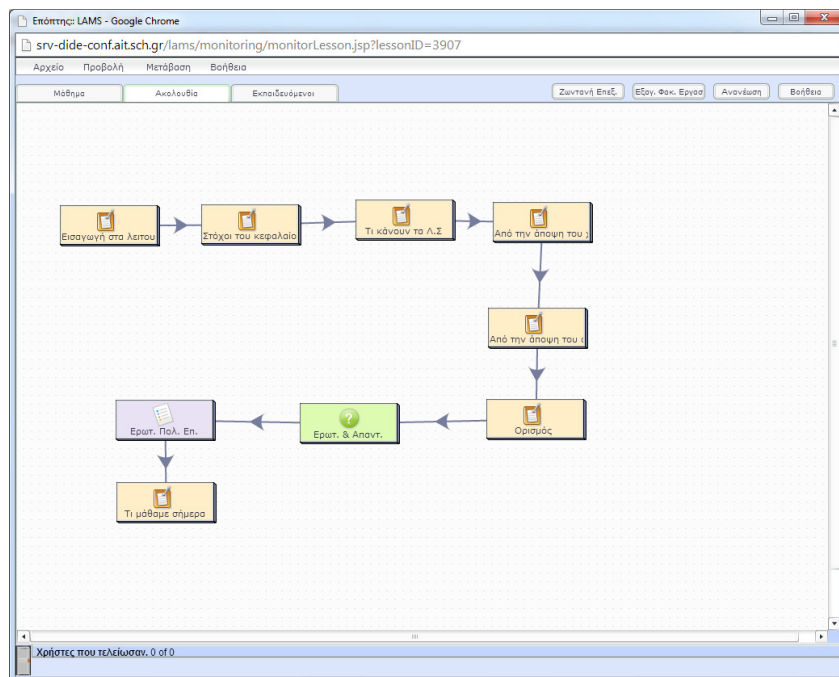 Επόπτης:: LAMS - Google Chrome
srv-dide-conf.ait.sch.gr/lams/monitoring/monitorLesson.jsp?lessonID=3907
Αρχείο Προβολή Μετάβαση Βοήθεια
Μάθημα Ακολουθία Εκπαιδευόμενοι Ζωντανή Επεξ. Εξαγ. Φακ. Εργασ Ανανέωση Βοήθεια
Εισαγωγή στα λειτου
Στόχοι του κεφαλαίο
Τι κάνουν τα Λ.Σ
Από την άποψη του χ
Από την άποψη του σ
Ερωτ. Πολ. Επ.
Ερωτ. & Απαντ.
Ορισμός
Τι μάθαμε σήμερα
Χρήστες που τελείωσαν. 0 of 0